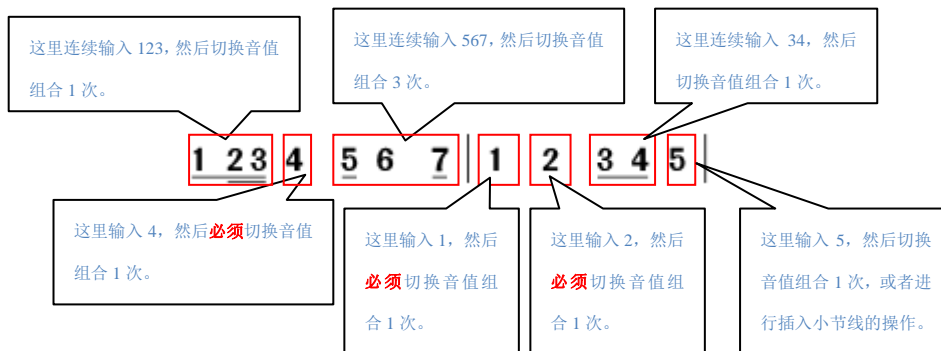 这里连续输入 123，然后切换音值
组合 1 次。
这里连续输入 567，然后切换音值
组合 3 次。
这里连续输入 34，然后
切换音值组合 1 次。
1 23 4 5 6 7 | 1 2 3 4 5 |
这里输入 4，然后必须切换音值
组合 1 次。
这里输入 1，然后
必须切换音值组
合 1 次。
这里输入 2，然后
必须切换音值组
合 1 次。
这里输入 5，然后切换
音值组合 1 次，或者进
行插入小节线的操作。